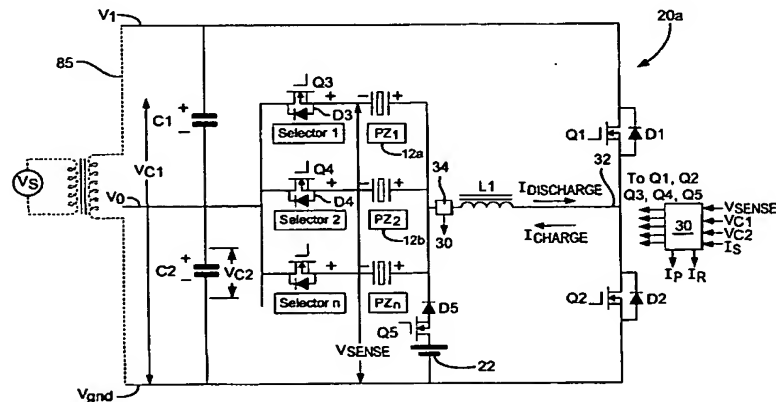 V1
20a
85
Q3
C1
+
−
+
−
+
D3
Selector 1
PZ1
12a
Q1
D1
VC1
VS
34
L1
IDISCHARGE
32
To Q1, Q2
Q3, Q4, Q5
Q4
+
−
+
V0
D4
Selector 2
PZ2
12b
30
ICHARGE
30
VSENSE
VC1
VC2
IS
IP
IR
C2
+
−
VC2
+
−
+
Selector n
PZn
D5
Q5
Q2
D2
VSENSE
22
Vgnd